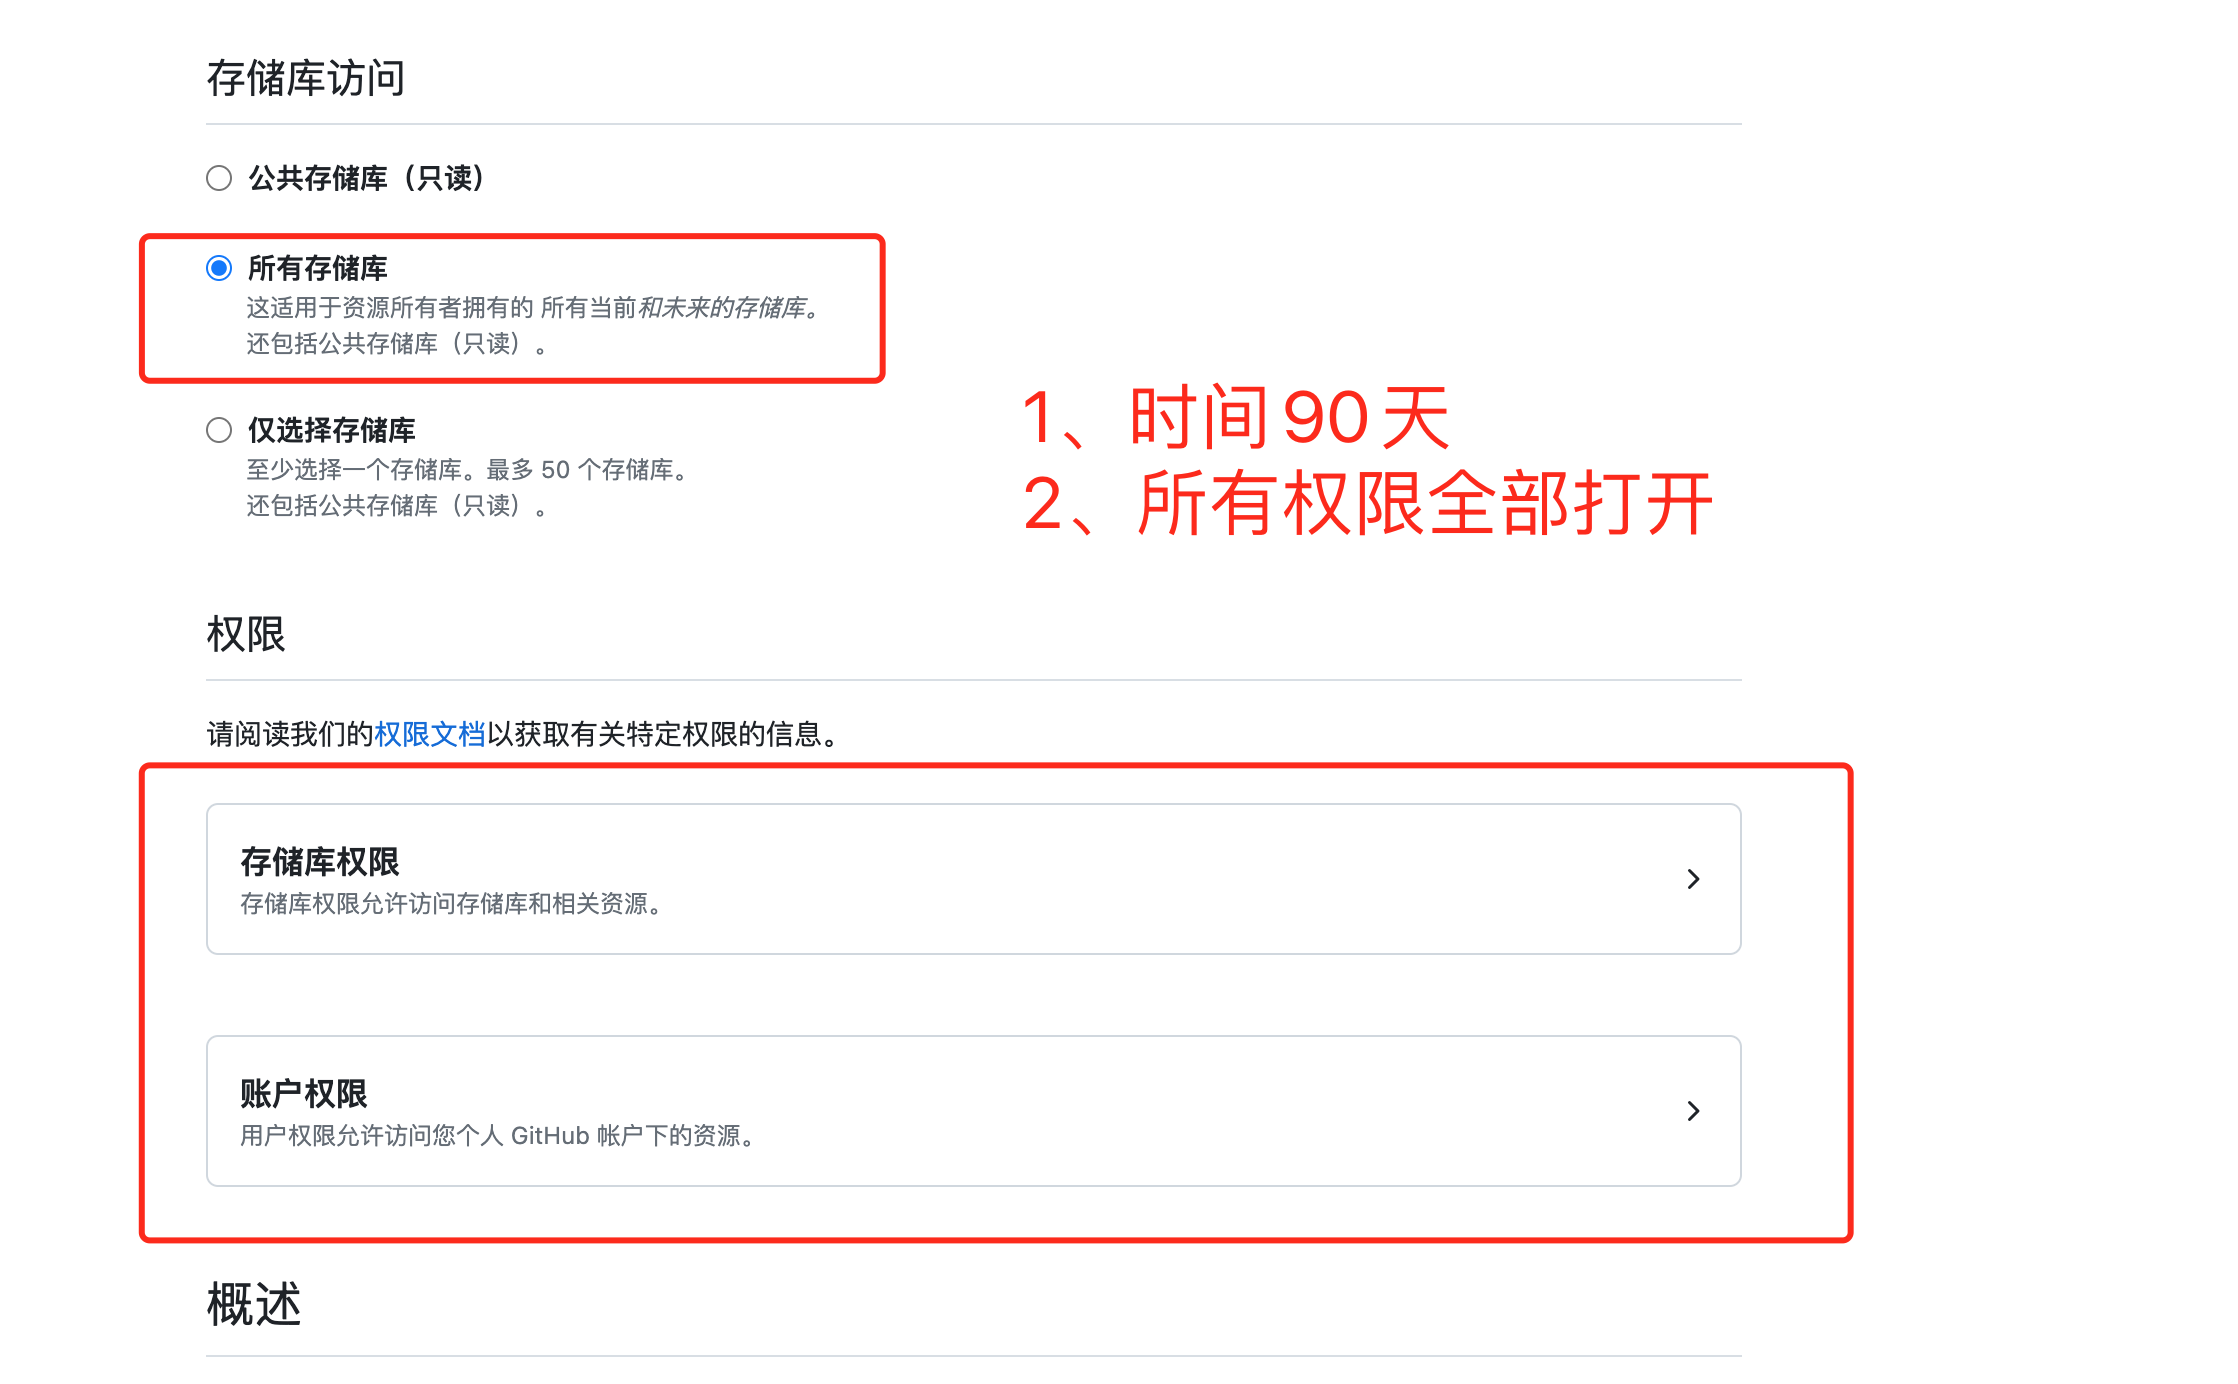 存储库访问
公共存储库（只读）
所有存储库
这适用于资源所有者拥有的 所有当前和未来的存储库。
还包括公共存储库（只读）。
仅选择存储库
至少选择一个存储库。最多 50 个存储库。
还包括公共存储库（只读）。
1、时间90天
2、所有权限全部打开
权限
请阅读我们的权限文档以获取有关特定权限的信息。
存储库权限
存储库权限允许访问存储库和相关资源。
账户权限
用户权限允许访问您个人 GitHub 帐户下的资源。
概述